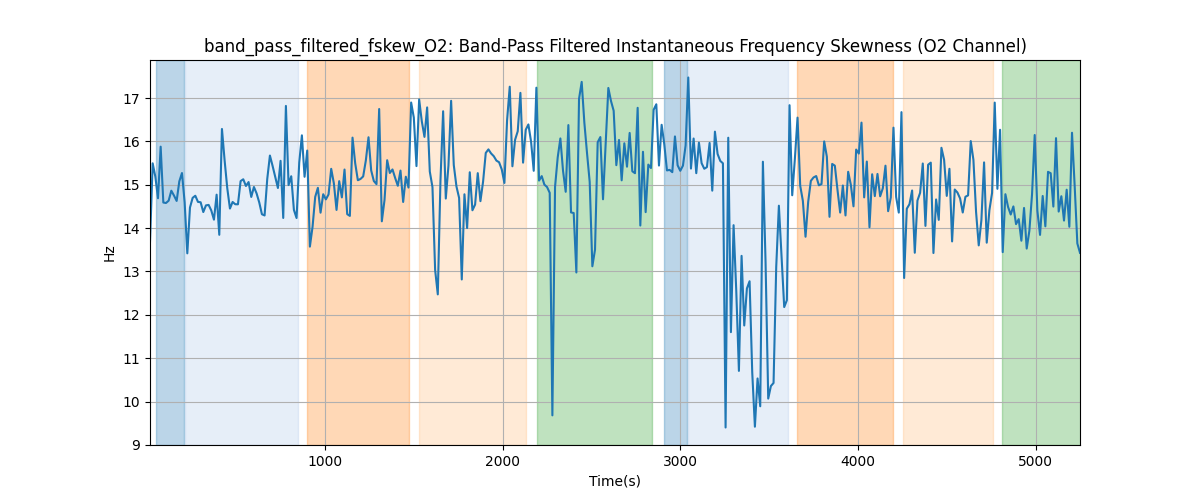 band_pass_filtered_fskew_O2: Band-Pass Filtered Instantaneous Frequency Skewness (O2 Channel)
17
16
15
14
13
12
11
10
9
Hz
1000 2000 3000 4000 5000
Time(s)